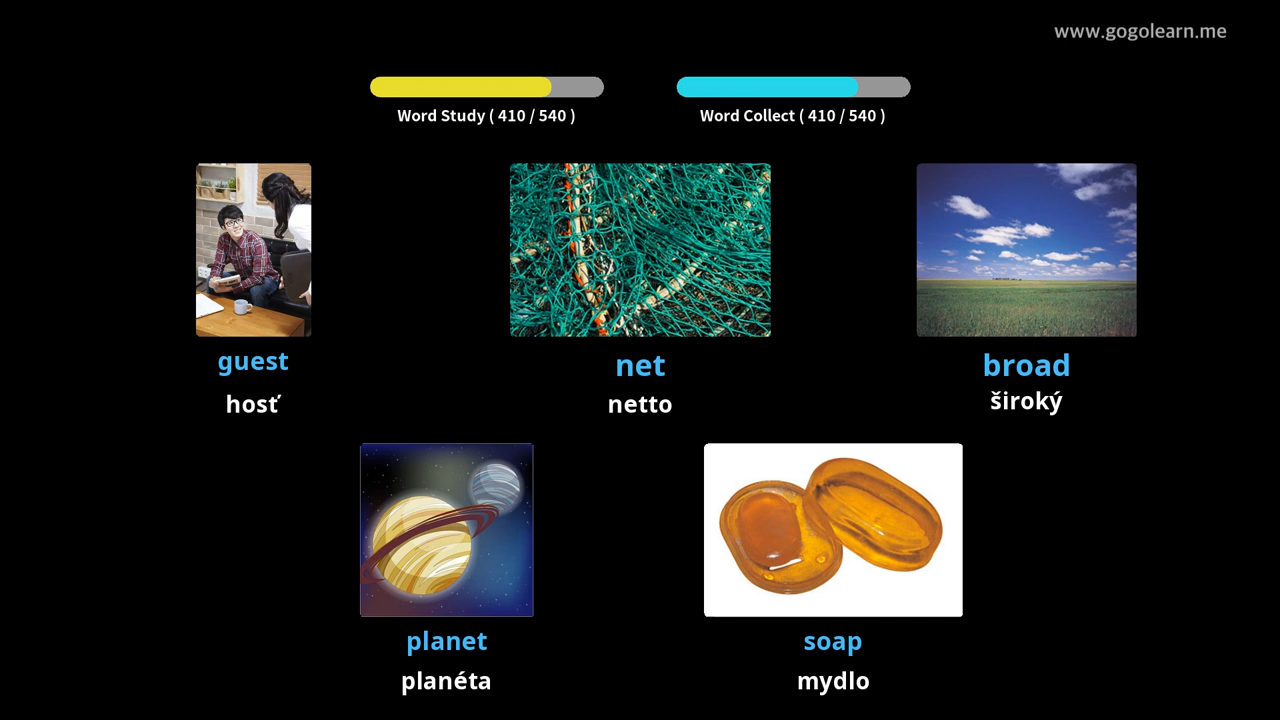 www.gogolearn.me
Word Study ( 410 / 540 )
Word Collect ( 410 / 540 )
guest
hosť
net
netto
broad
široký
planet
planéta
soap
mydlo